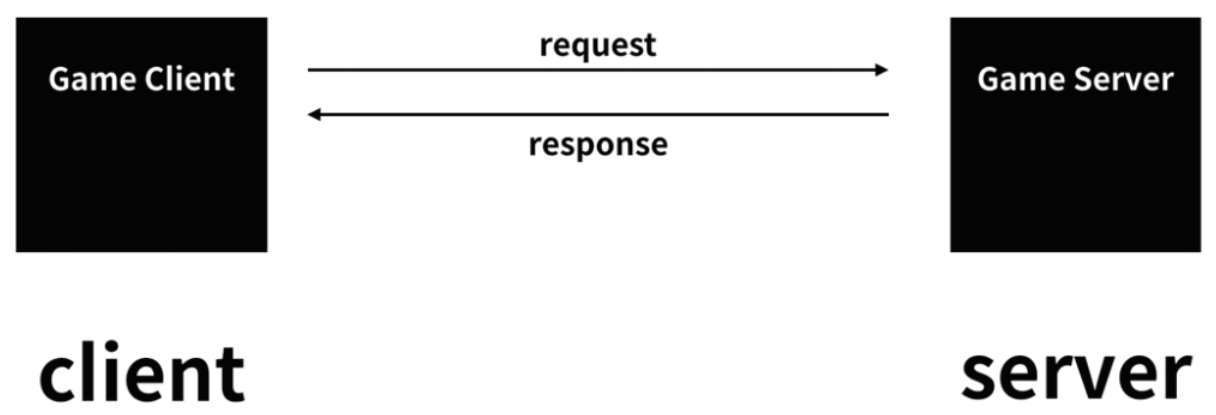 Game Client
request
response
Game Server
client
server